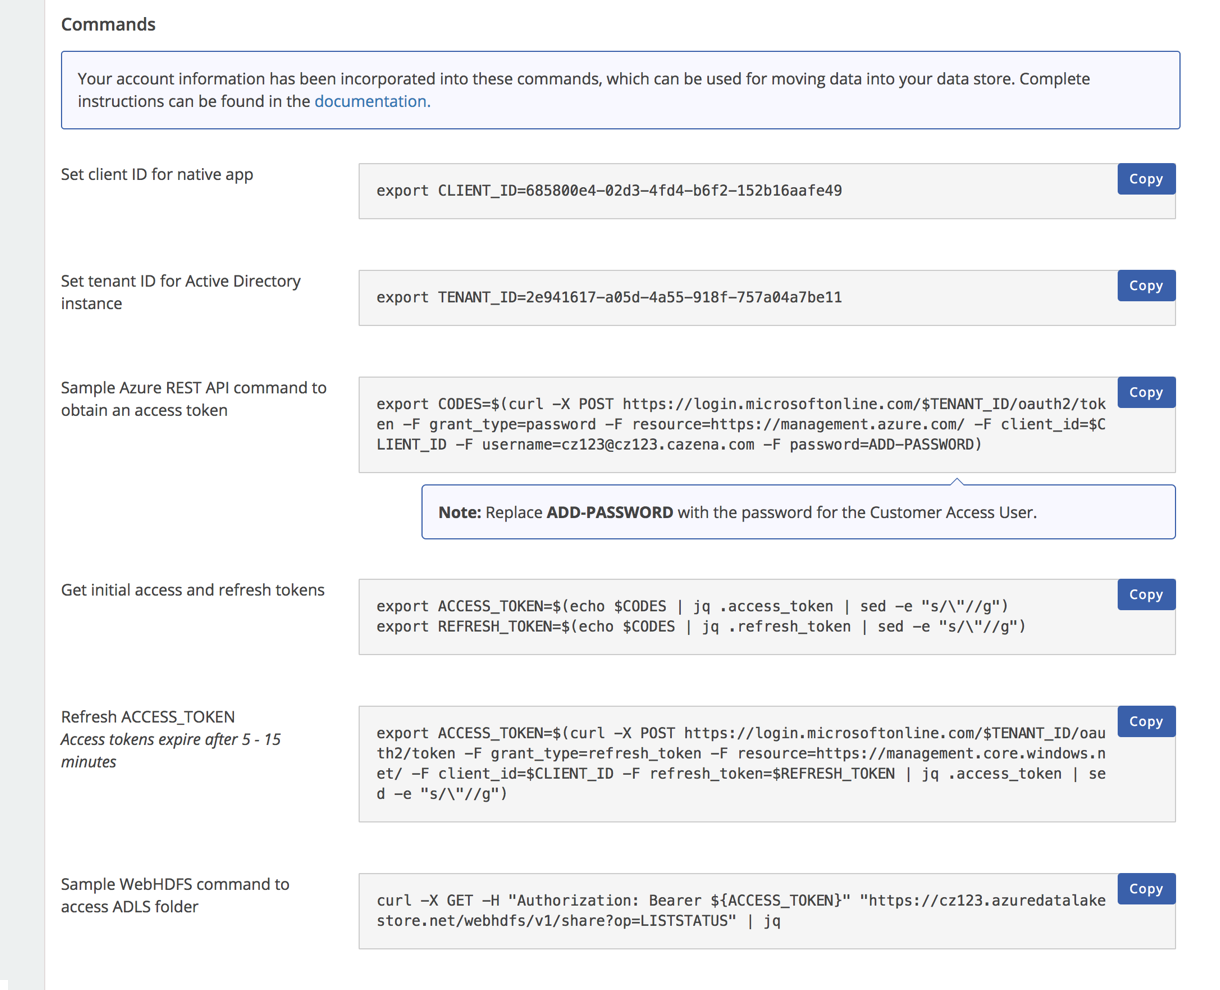 Commands
Your account information has been incorporated into these commands, which can be used for moving data into your data store. Complete
instructions can be found in the documentation.
Set client ID for native app
export CLIENT_ID=685800e4-02d3-4fd4-b6f2-152b16aafe49
Copy
Set tenant ID for Active Directory
instance
export TENANT_ID=2e941617-a05d-4a55-918f-757a04a7be11
Copy
Sample Azure REST API command to
obtain an access token
export CODES=$(curl -X POST https://login.microsoftonline.com/$TENANT_ID/oauth2/tok
en -F grant_type=password -F resource=https://management.azure.com/ -F client_id=$C
LIENT_ID -F username=cz123@cz123.cazena.com -F password=ADD-PASSWORD)
Copy
Note: Replace ADD-PASSWORD with the password for the Customer Access User.
Get initial access and refresh tokens
export ACCESS_TOKEN=$(echo $CODES | jq .access_token | sed -e "s/\"//g")
export REFRESH_TOKEN=$(echo $CODES | jq .refresh_token | sed -e "s/\"//g")
Copy
Refresh ACCESS_TOKEN
Access tokens expire after 5 - 15
minutes
export ACCESS_TOKEN=$(curl -X POST https://login.microsoftonline.com/$TENANT_ID/oau
th2/token -F grant_type=refresh_token -F resource=https://management.core.windows.n
et/ -F client_id=$CLIENT_ID -F refresh_token=$REFRESH_TOKEN | jq .access_token | se
d -e "s/\"//g")
Copy
Sample WebHDFS command to
access ADLS folder
curl -X GET -H "Authorization: Bearer ${ACCESS_TOKEN}" "https://cz123.azuredatalake
store.net/webhdfs/v1/share?op=LISTSTATUS" | jq
Copy